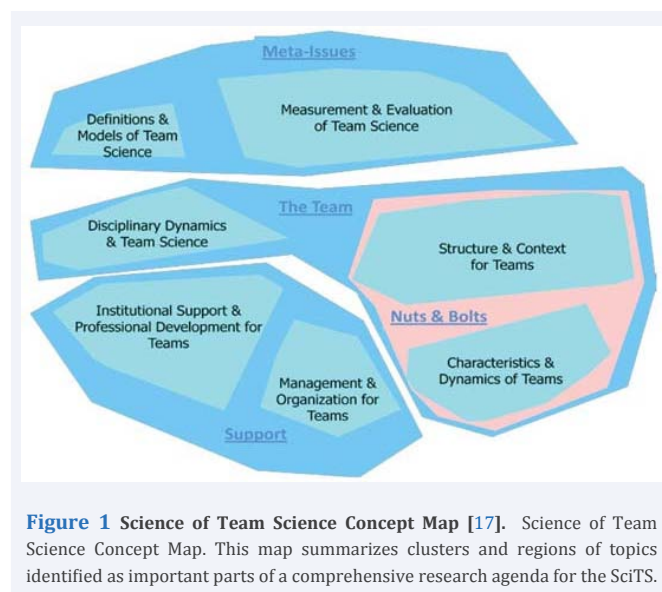 Meta-Issues
Definitions &
Models of Team
Science
Measurement & Evaluation
of Team Science
The Team
Disciplinary Dynamics
& Team Science
Structure & Context
for Teams
Institutional Support &
Professional Development for
Teams
Nuts & Bolts
Characteristics &
Dynamics of Teams
Management &
Organization for
Teams
Support
Figure 1 Science of Team Science Concept Map [17]. Science of Team
Science Concept Map. This map summarizes clusters and regions of topics
identified as important parts of a comprehensive research agenda for the SciTS.